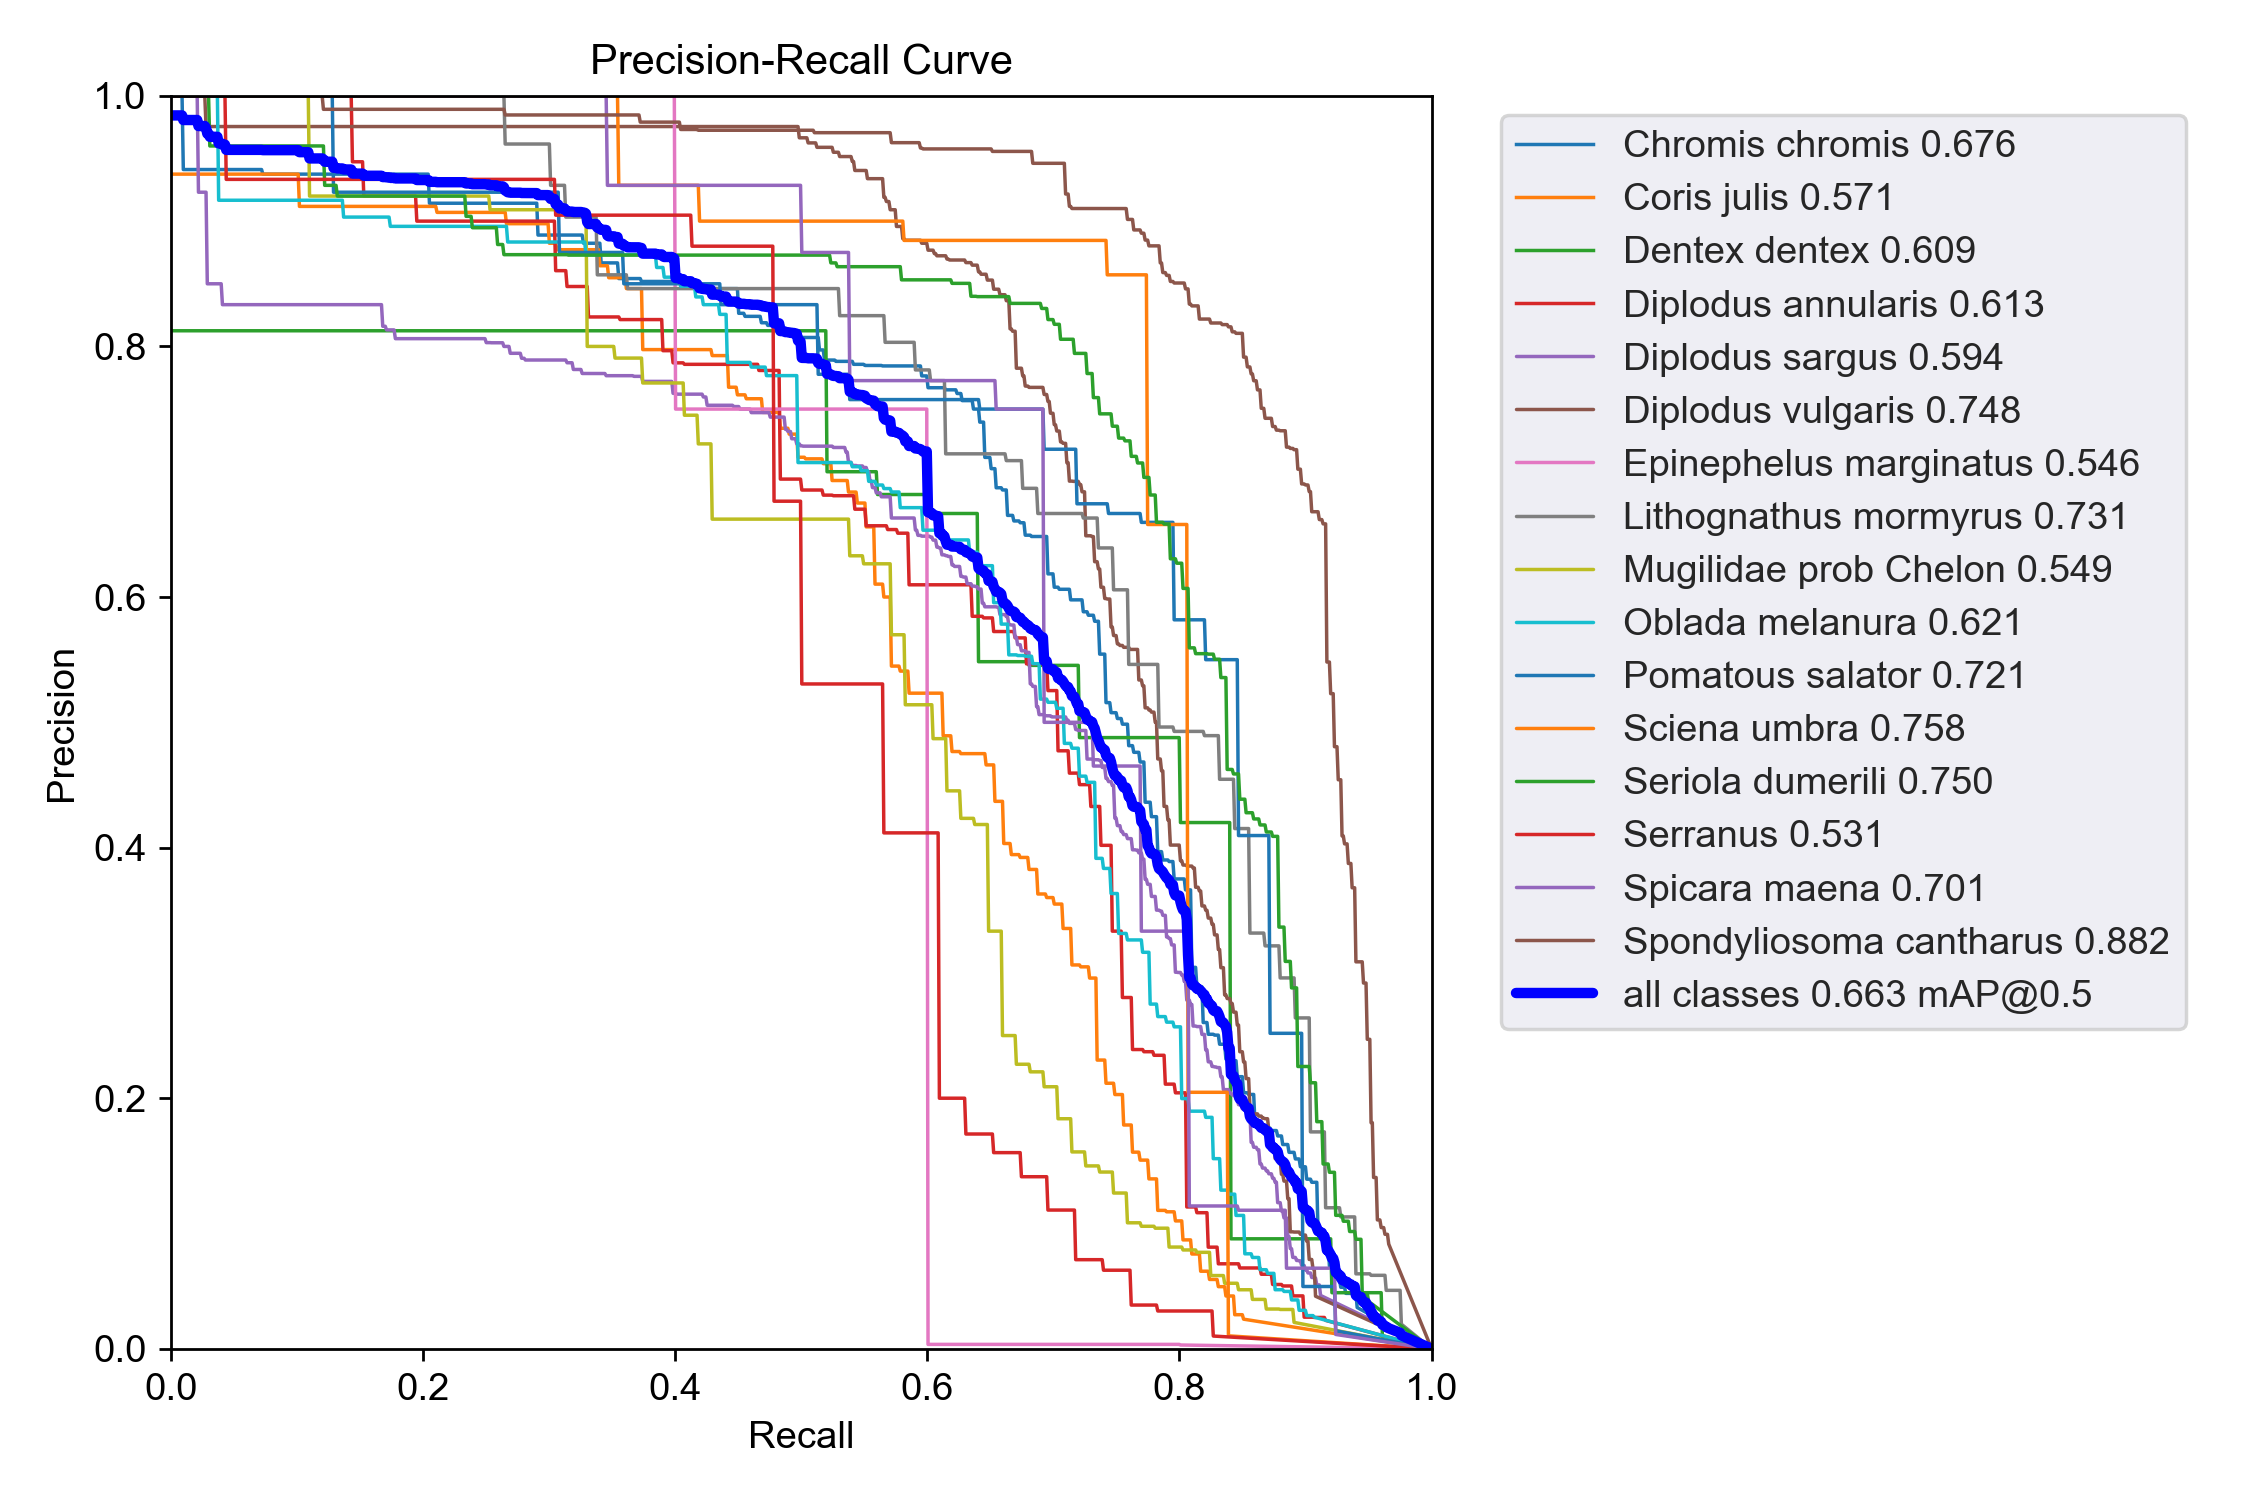 Precision-Recall Curve
1.0
0.8
0.6
0.4
0.2
0.0
Precision
0.0 0.2 0.4 0.6 0.8 1.0
Recall
Chromis chromis 0.676
Coris julis 0.571
Dentex dentex 0.609
Diplodus annularis 0.613
Diplodus sargus 0.594
Diplodus vulgaris 0.748
Epinephelus marginatus 0.546
Lithognathus mormyrus 0.731
Mugilidae prob Chelon 0.549
Oblada melanura 0.621
Pomatous salator 0.721
Sciena umbra 0.758
Seriola dumerili 0.750
Serranus 0.531
Spicara maena 0.701
Spondyliosoma cantharus 0.882
all classes 0.663 mAP@0.5